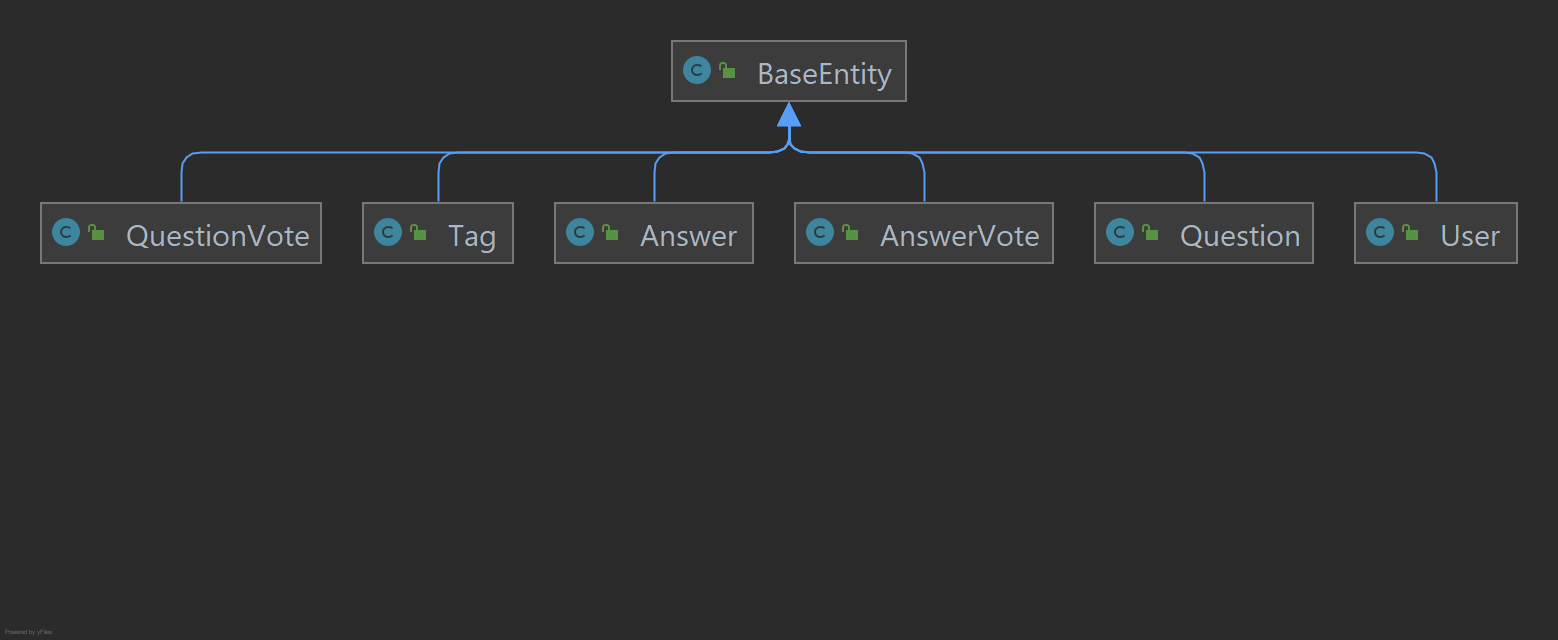 C BaseEntity
C QuestionVote
C Tag
C Answer
C AnswerVote
C Question
C User
Powered by yFiles